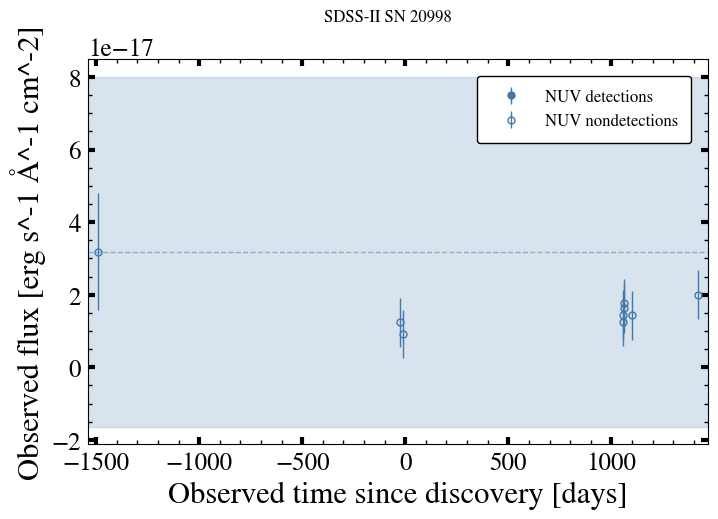 SDSS-II SN 20998
1e−17
Observed flux [erg s^-1 Å^-1 cm^-2]
8
6
4
2
0
−2
NUV detections
NUV nondetections
−1500 −1000 −500 0 500 1000
Observed time since discovery [days]